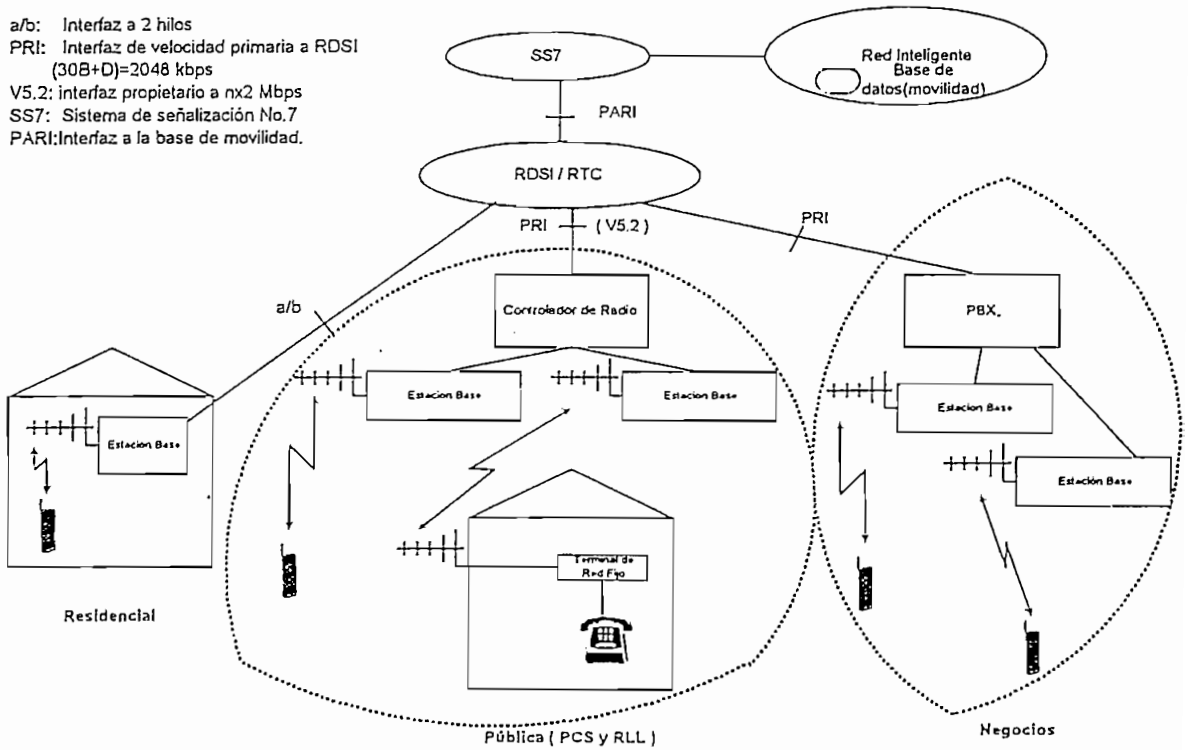 a/b: Interfaz a 2 hilos
PRI: Interfaz de velocidad primaria a RDSI
(30B+D)=2048 kbps
V5.2: interfaz propietario a nx2 Mbps
SS7: Sistema de señalización No.7
PARI:Interfaz a la base de movilidad.
SS7
Red Inteligente
Base de
datos(movilidad)
PARI
RDSI / RTC
PRI
( V5.2 )
PRI
a/b
Controlador de Radio
PBX.
Estación Base
Estación Base
Estación Base
Estacion Base
Estación Base
Terminal de
Red Fijo
Residencial
Pública ( PCS y RLL )
Negocios